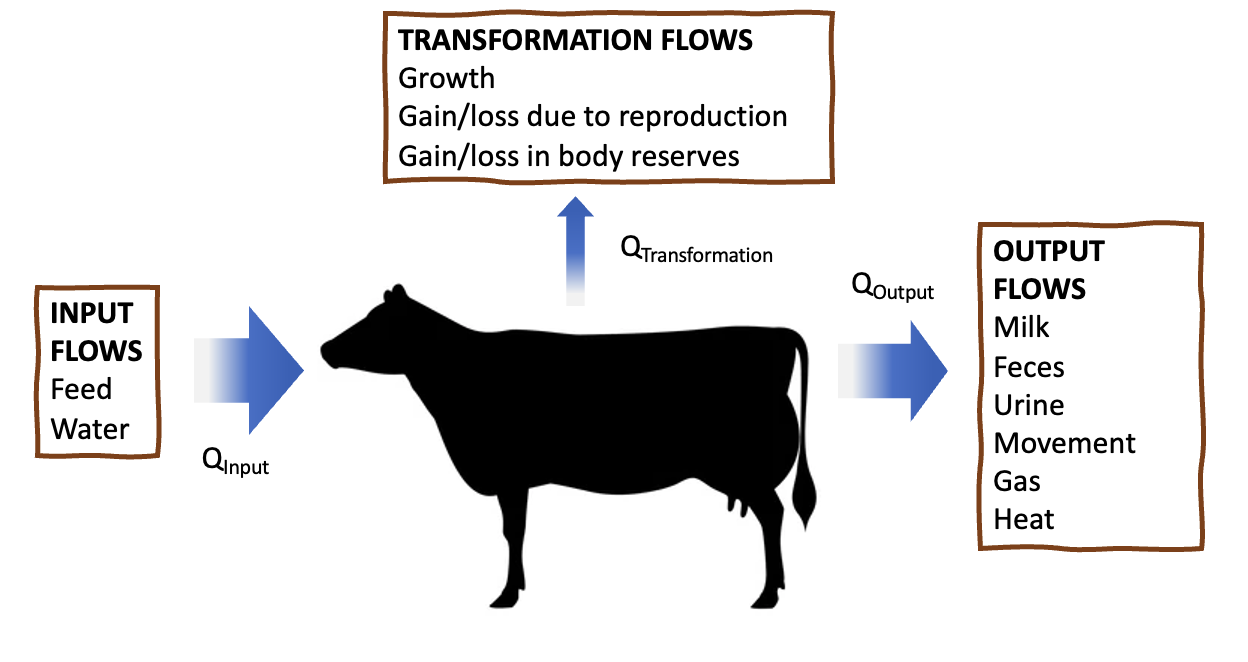 TRANSFORMATION FLOWS
Growth
Gain/loss due to reproduction
Gain/loss in body reserves
QTransformation
INPUT
FLOWS
Feed
Water
QInput
QOutput
OUTPUT
FLOWS
Milk
Feces
Urine
Movement
Gas
Heat